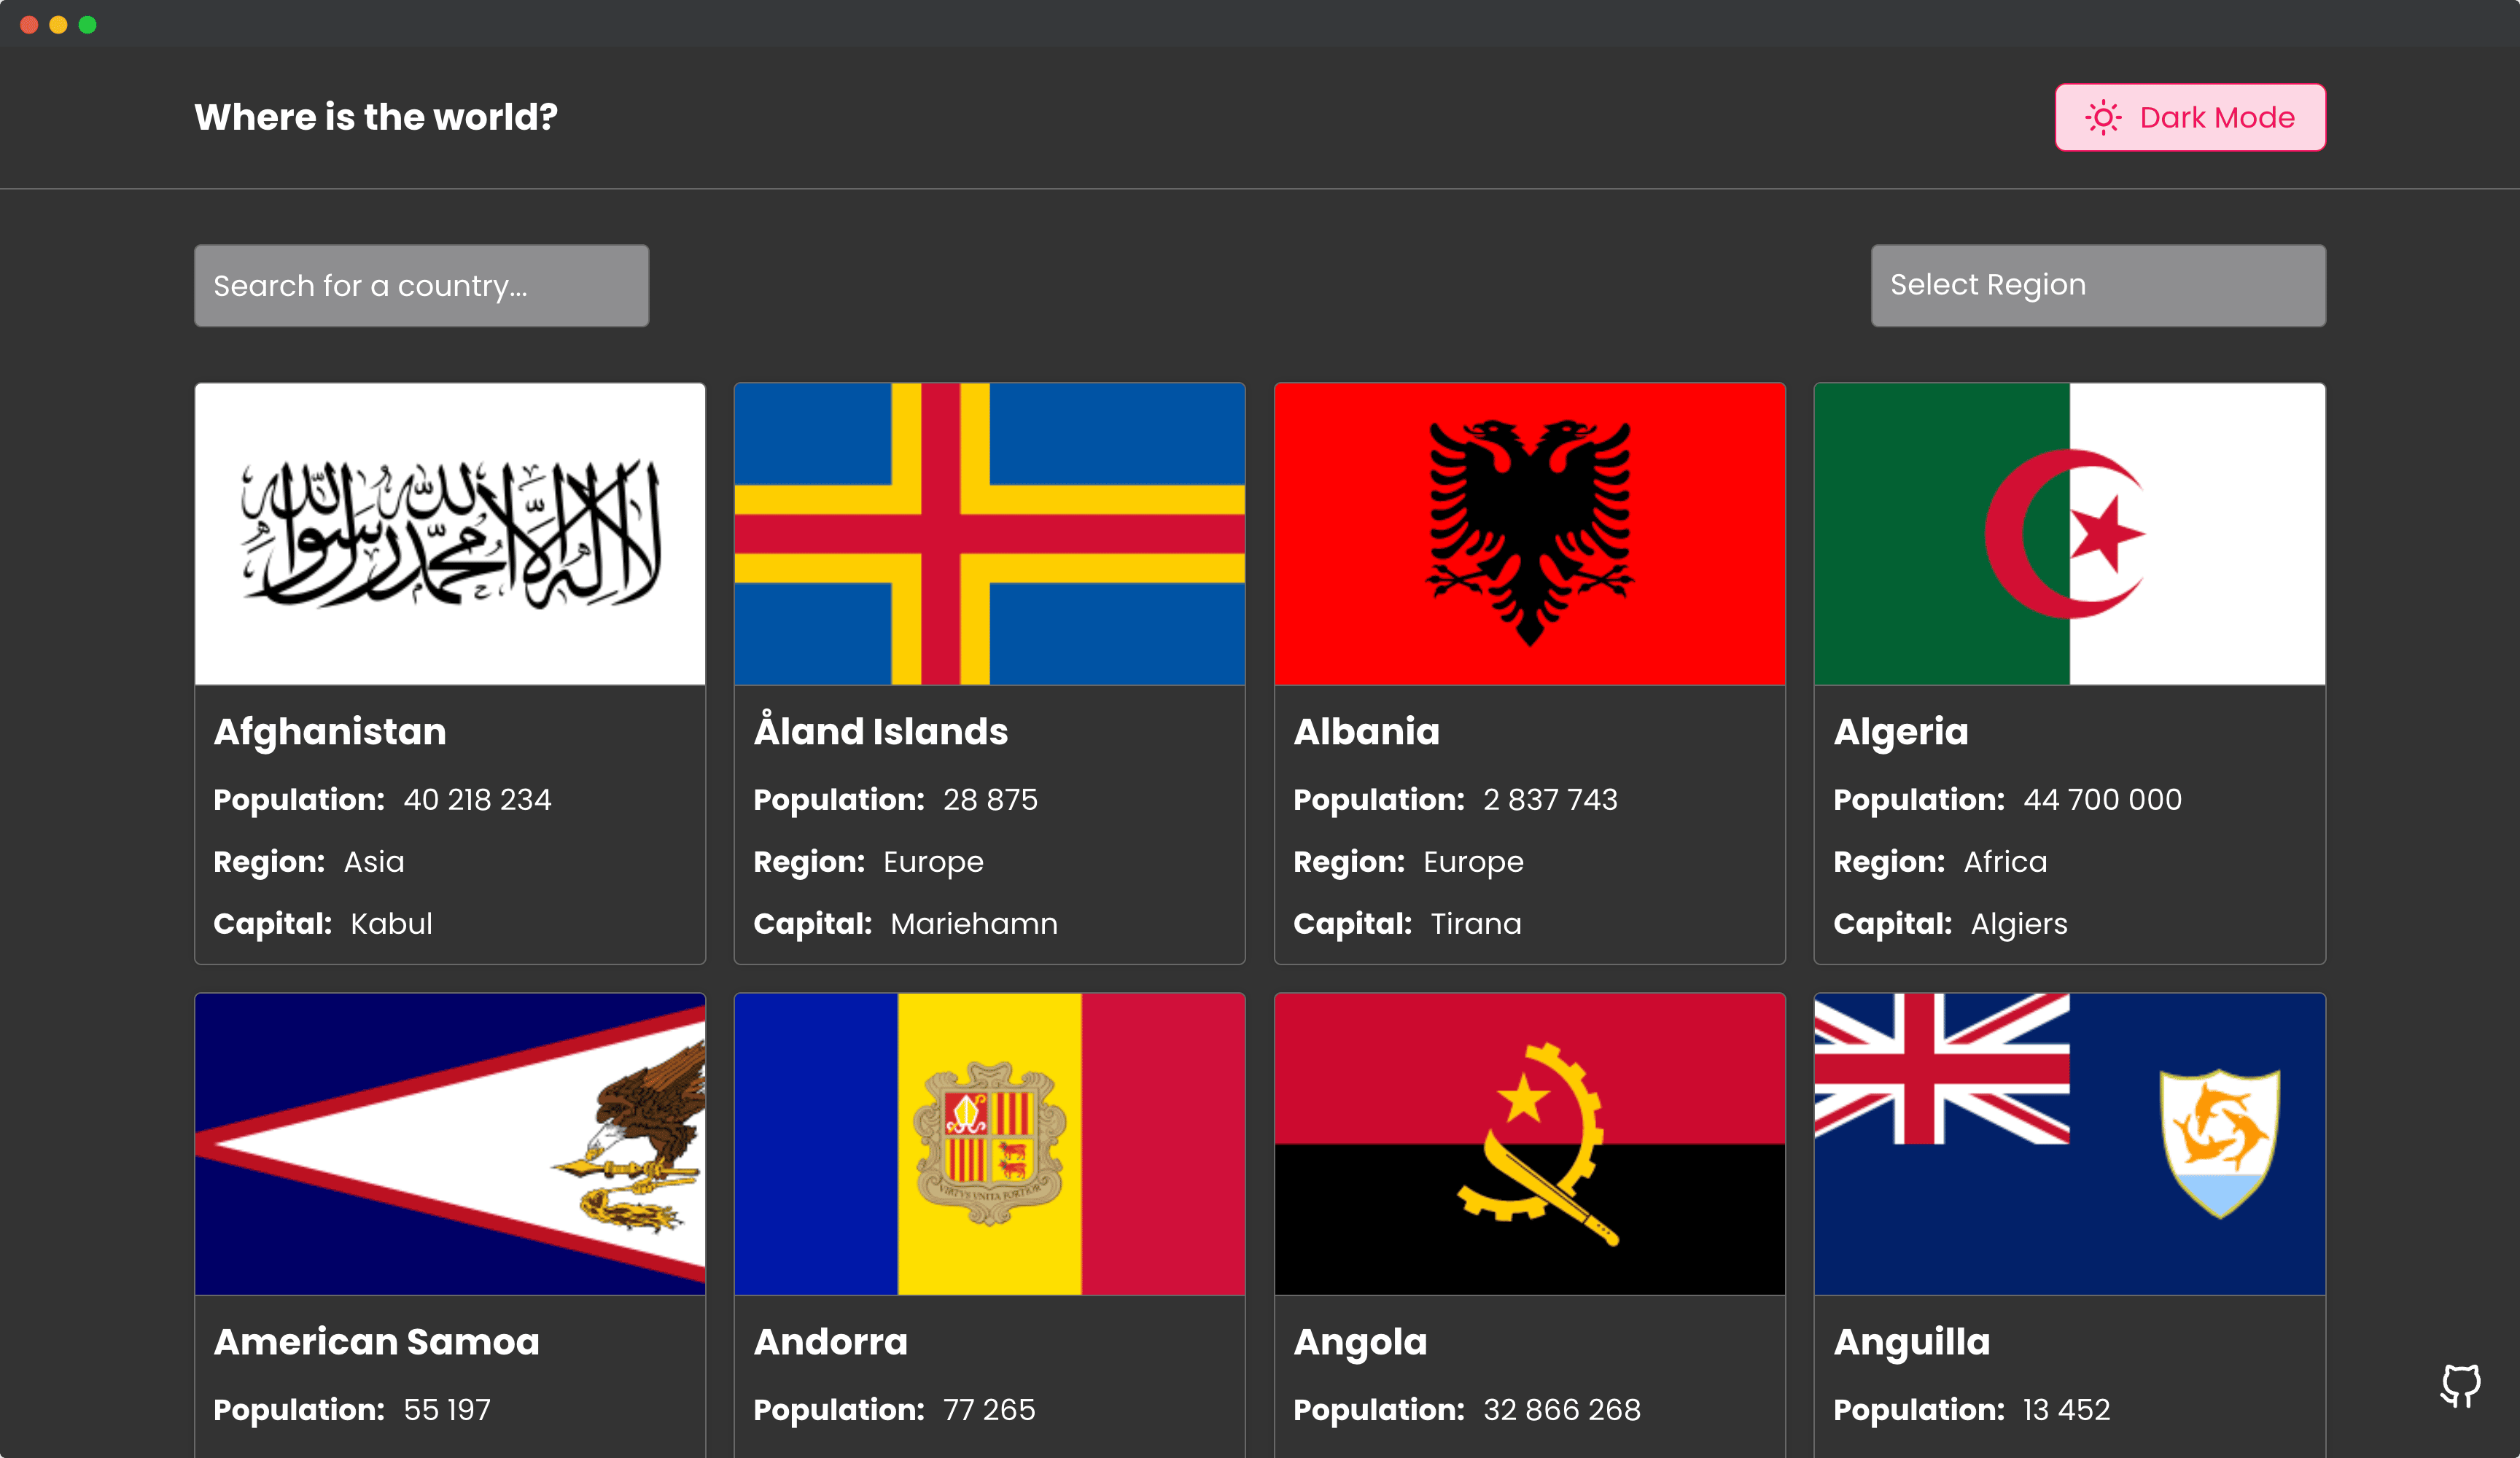 Where is the world?
Dark Mode
Search for a country...
Select Region
لا إله إلا الله محمد رسول الله
Afghanistan
Population: 40 218 234
Region: Asia
Capital: Kabul
Åland Islands
Population: 28 875
Region: Europe
Capital: Mariehamn
Albania
Population: 2 837 743
Region: Europe
Capital: Tirana
Algeria
Population: 44 700 000
Region: Africa
Capital: Algiers
VIRTVS UNITA FORTIOR
American Samoa
Population: 55 197
Andorra
Population: 77 265
Angola
Population: 32 866 268
Anguilla
Population: 13 452